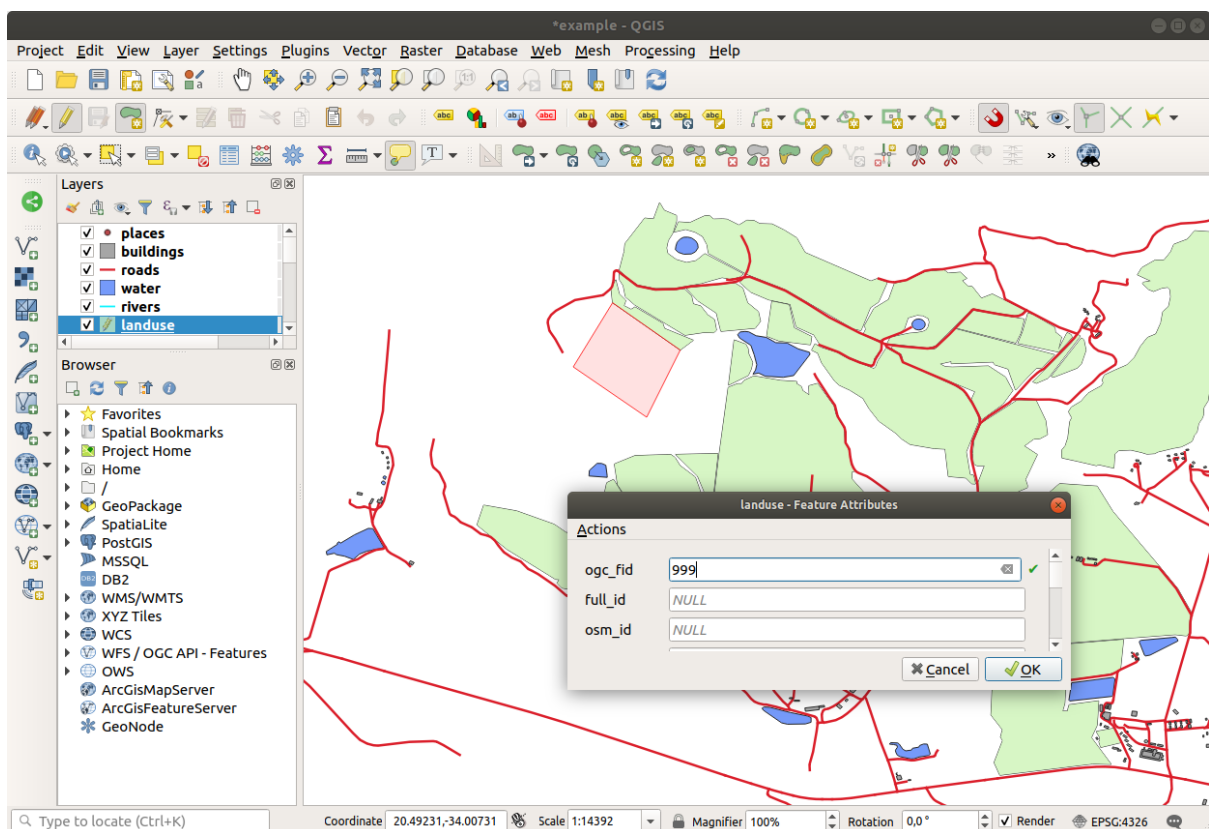 *example - QGIS
Project Edit View Layer Settings Plugins Vector Raster Database Web Mesh Processing Help
Layers
places
buildings
roads
water
rivers
landuse
Browser
Favorites
Spatial Bookmarks
Project Home
Home
/
GeoPackage
SpatiaLite
PostGIS
MSSQL
DB2
WMS/WMTS
XYZ Tiles
WCS
WFS / OGC API - Features
OWS
ArcGisMapServer
ArcGisFeatureServer
GeoNode
landuse - Feature Attributes
Actions
ogc_fid 999
full_id NULL
osm_id NULL
Cancel OK
Type to locate (Ctrl+K) Coordinate 20.49231,-34.00731 Scale 1:14392 Magnifier 100% Rotation 0,0 ° Render EPSG:4326